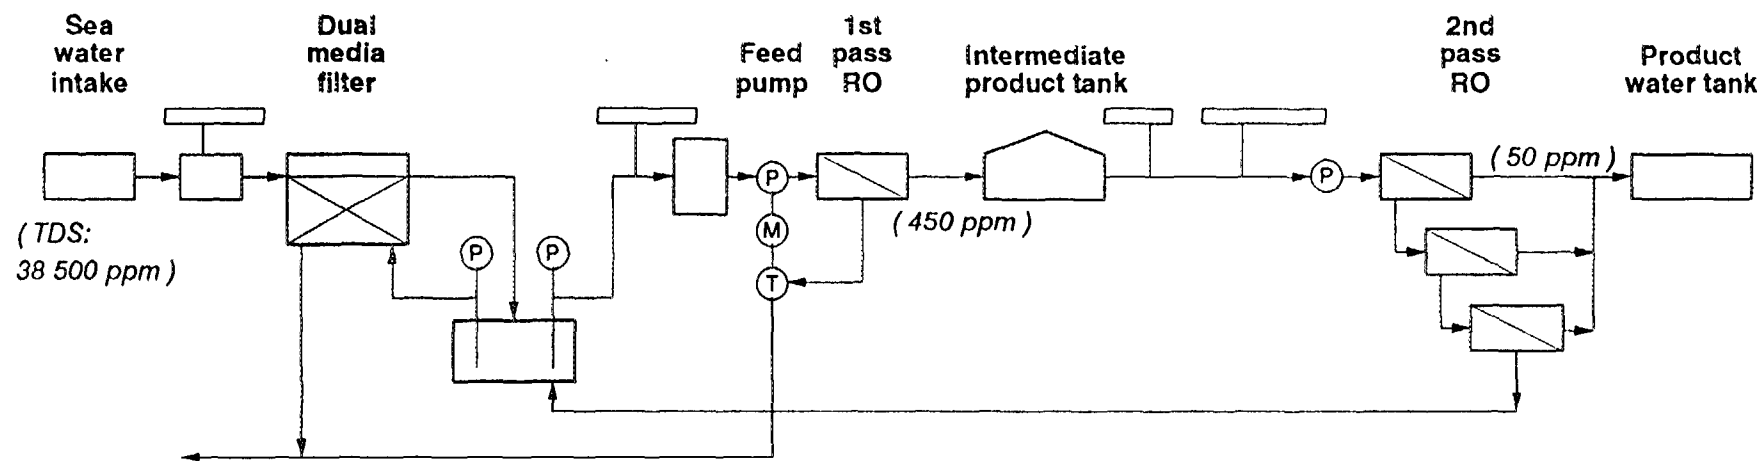 Sea
water
intake
Dual
media
filter
Feed
pump
1st
pass
RO
Intermediate
product tank
2nd
pass
RO
Product
water tank
( TDS:
38 500 ppm )
P
P
P
M
T
( 450 ppm )
P
( 50 ppm )